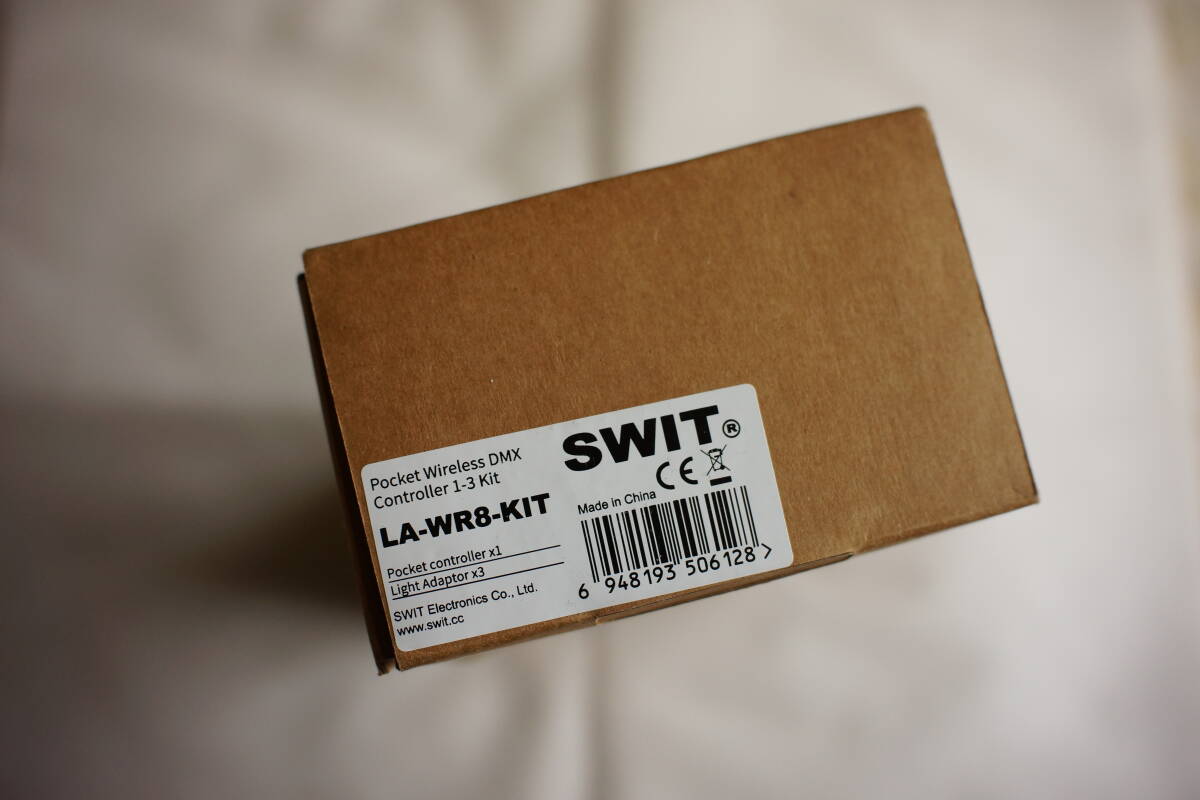 SWIT®
Pocket Wireless DMX
Controller 1-3 Kit
CE
LA-WR8-KIT
Made in China
Pocket controller x1
Light Adaptor x3
SWIT Electronics Co., Ltd.
www.swit.cc
6 948193 506128 >